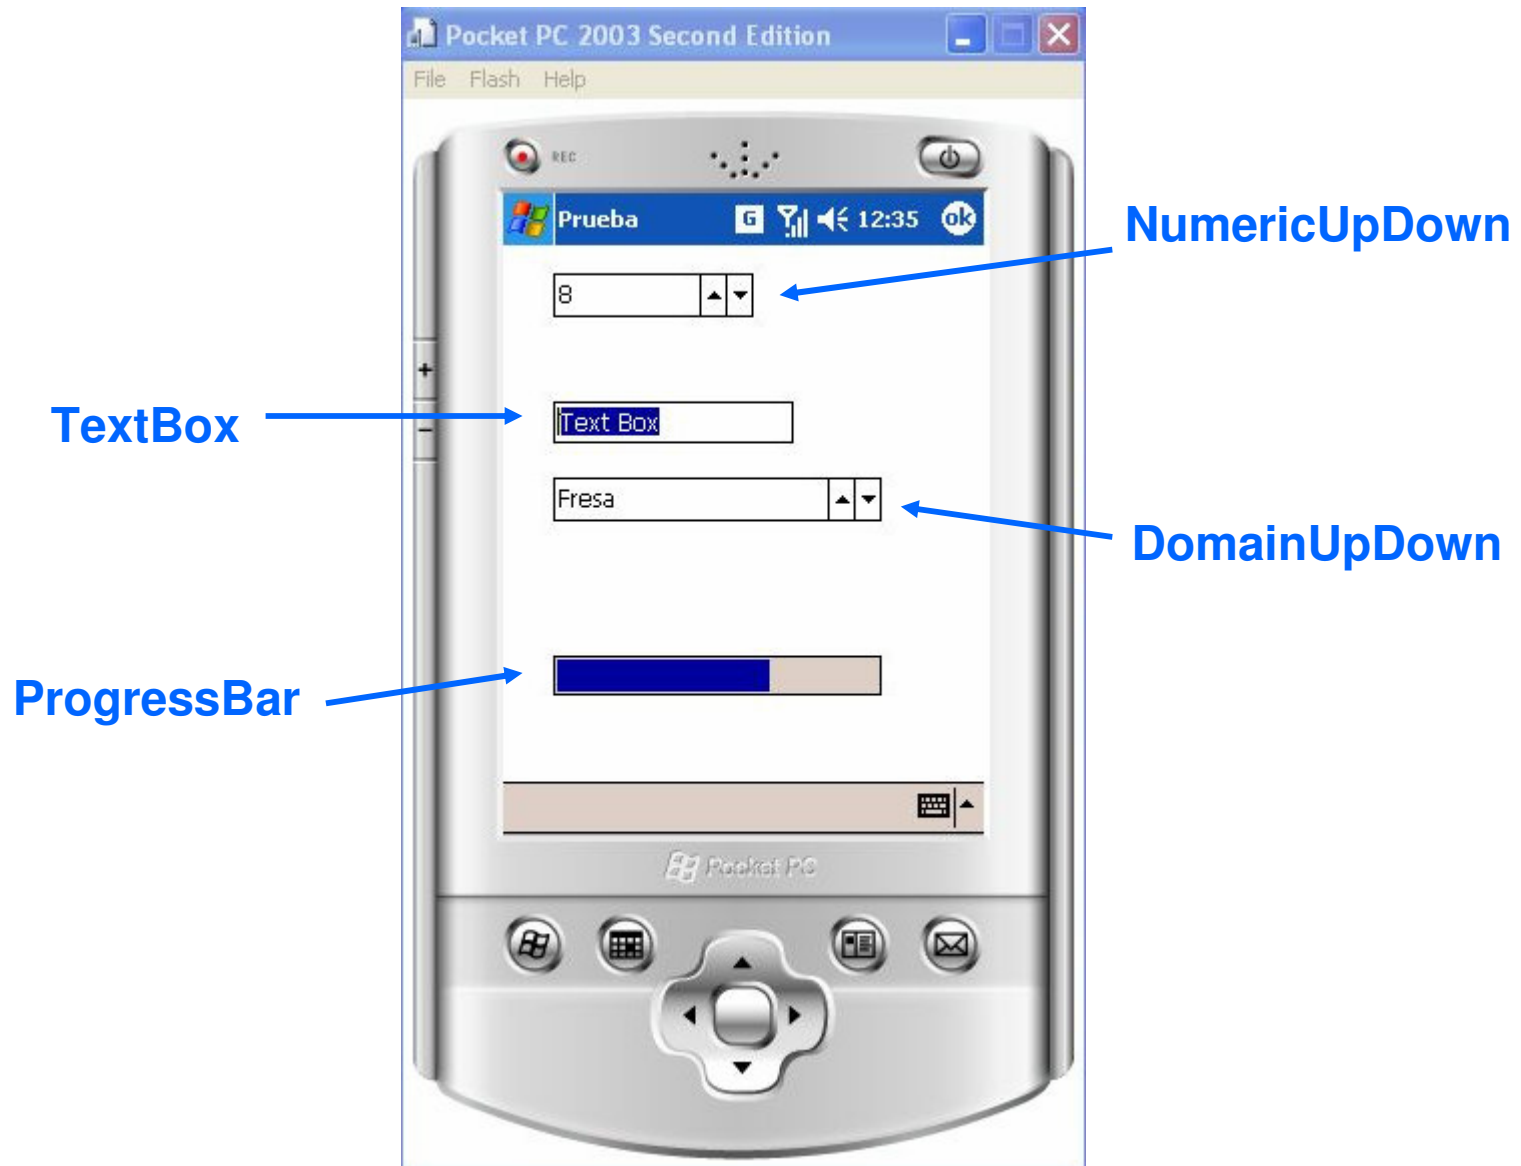 Pocket PC 2003 Second Edition
File Flash Help
REC
Prueba G 12:35 ok
NumericUpDown
8
TextBox
Text Box
Fresa
DomainUpDown
ProgressBar
Pocket PC